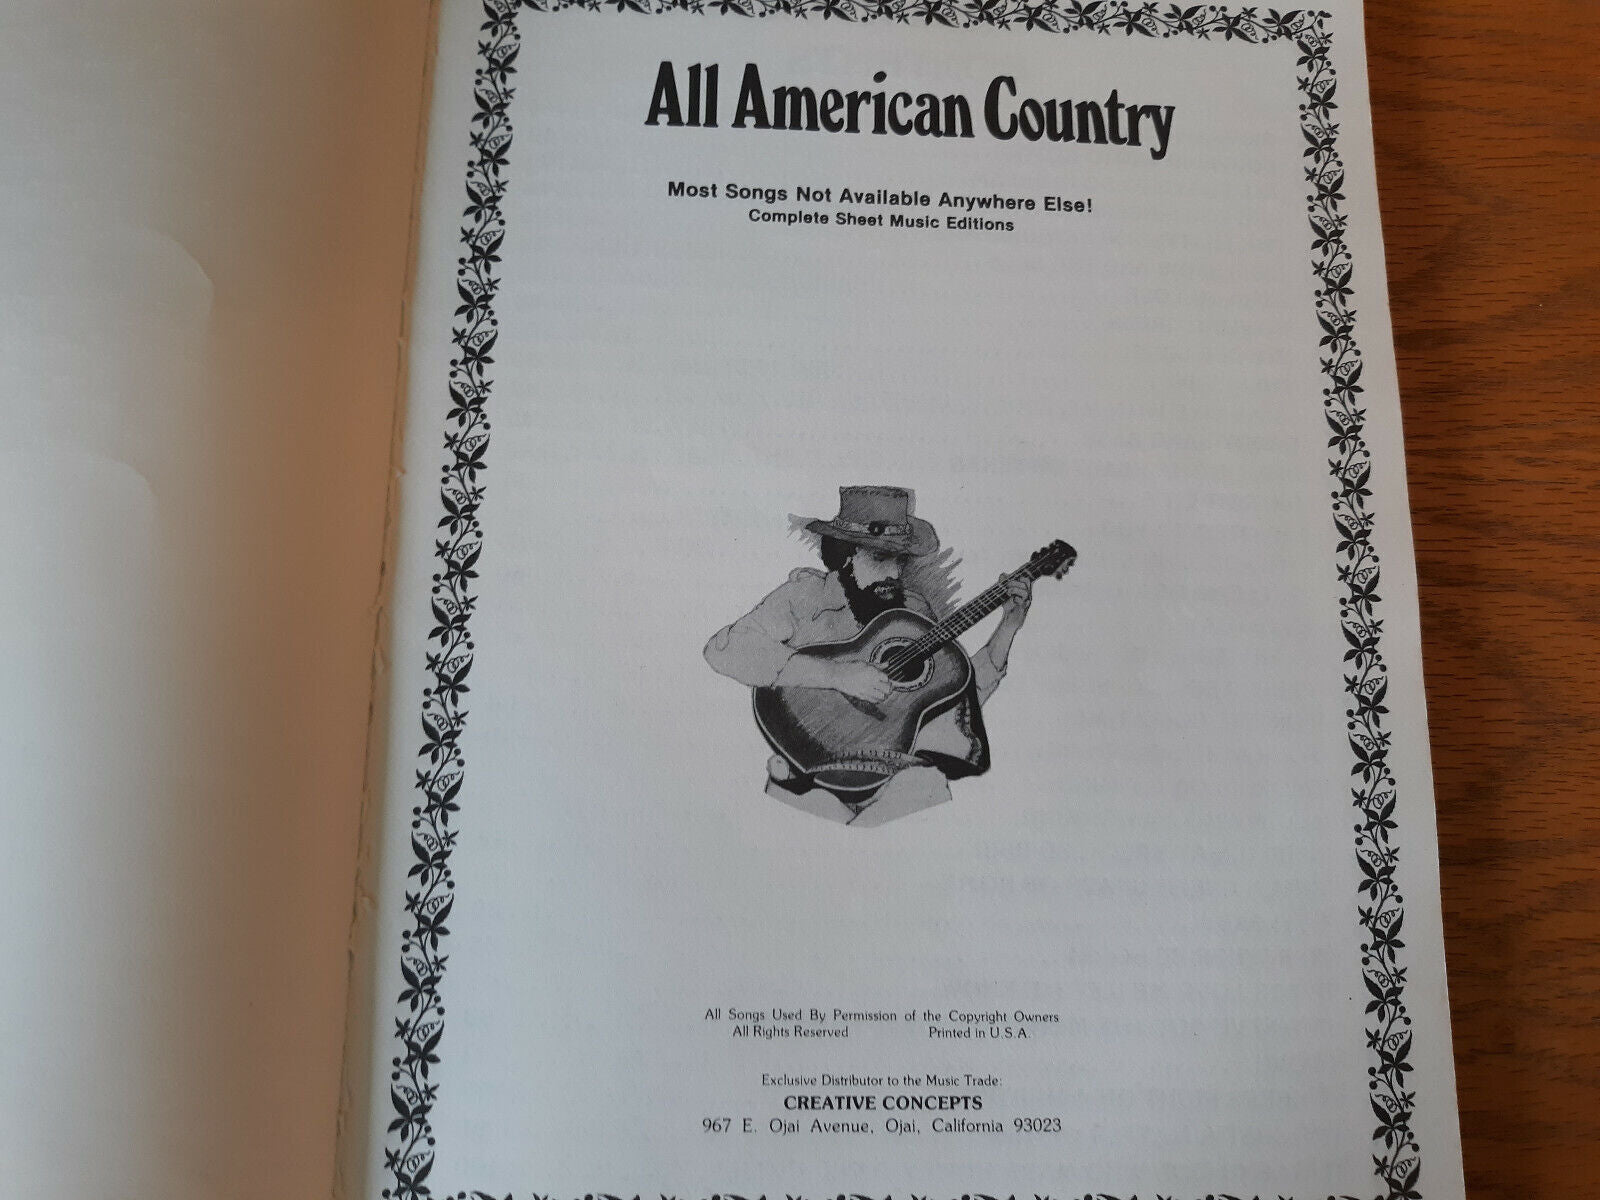 All American Country
Most Songs Not Available Anywhere Else!
Complete Sheet Music Editions
All Songs Used By Permission of the Copyright Owners
All Rights Reserved Printed in U.S.A.
Exclusive Distributor to the Music Trade:
CREATIVE CONCEPTS
967 E. Ojai Avenue, Ojai, California 93023